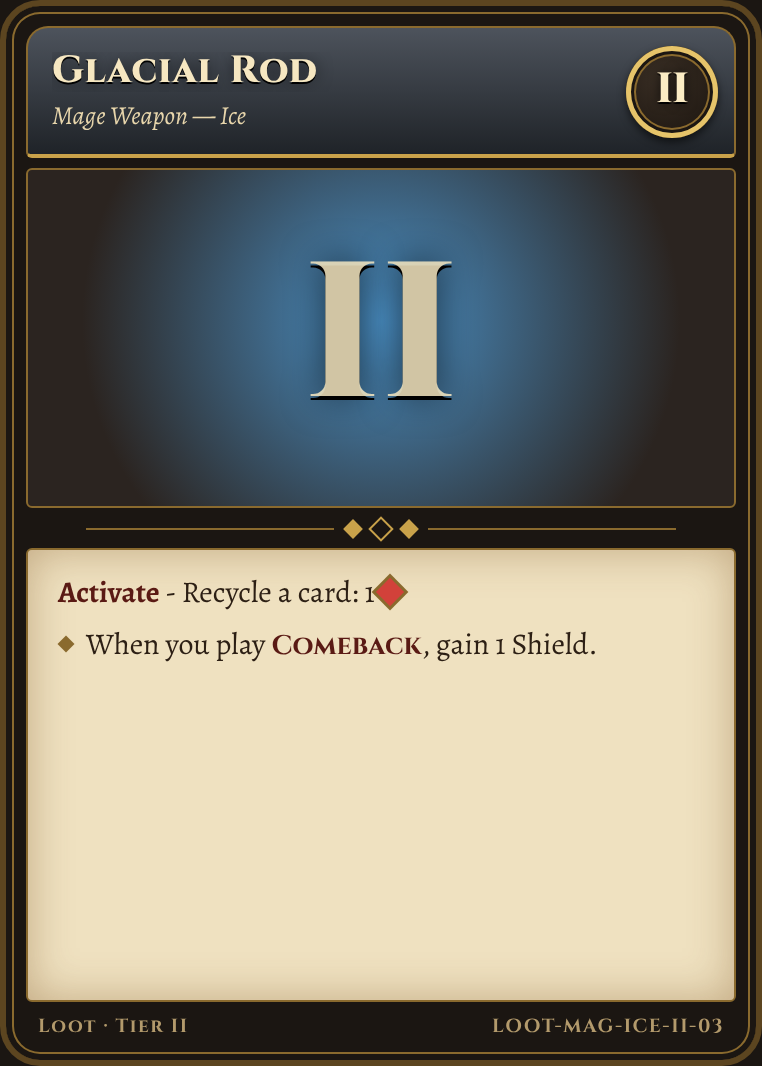 Glacial Rod
Mage Weapon — Ice
II
II
Activate - Recycle a card: 1
When you play Comeback, gain 1 Shield.
Loot · Tier II
LOOT-MAG-ICE-II-03